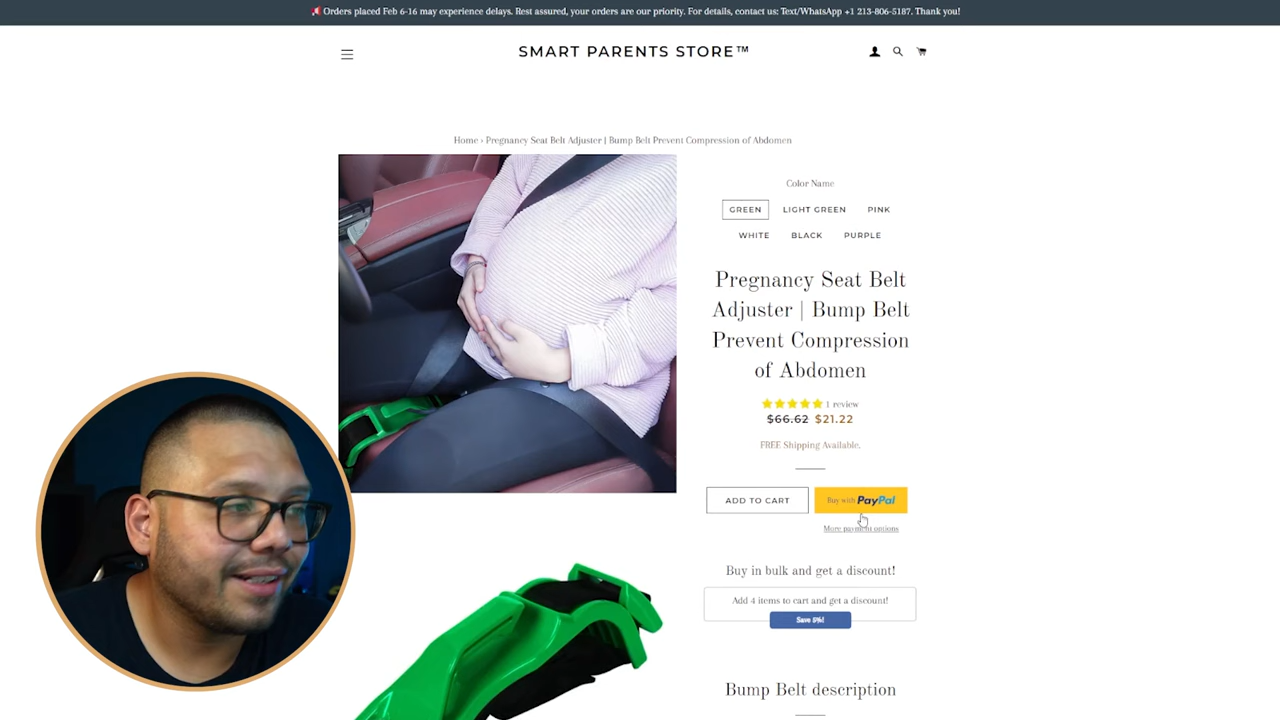 Orders placed Feb 6-16 may experience delays. Rest assured, your orders are our priority. For details, contact us: Text/WhatsApp +1 213-806-5187. Thank you!
SMART PARENTS STORE™
Home › Pregnancy Seat Belt Adjuster | Bump Belt Prevent Compression of Abdomen
Color Name
GREEN LIGHT GREEN PINK
WHITE BLACK PURPLE
Pregnancy Seat Belt
Adjuster | Bump Belt
Prevent Compression
of Abdomen
1 review
$66.62 $21.22
FREE Shipping Available.
ADD TO CART Buy with PayPal
More payment options
Buy in bulk and get a discount!
Add 4 items to cart and get a discount!
Save 5%!
Bump Belt description